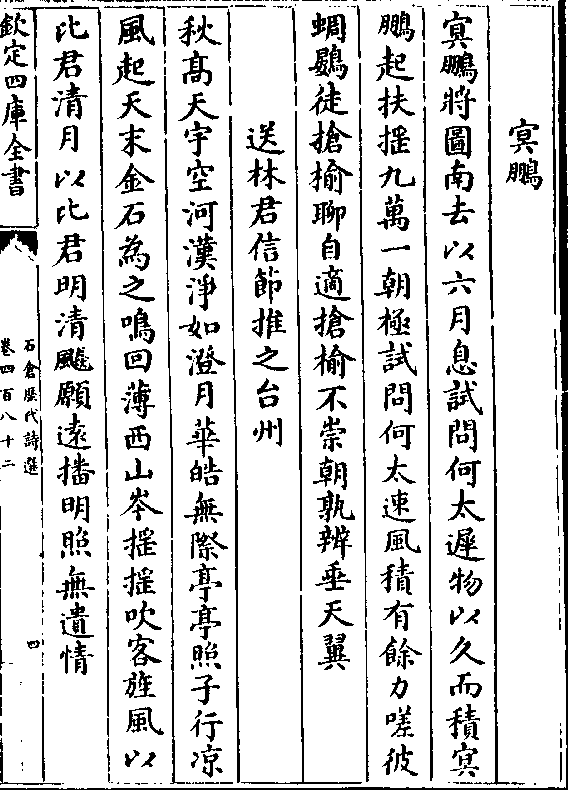 冥鵬
冥鵬將圖南去以六月息試問何太遲物以久而積冥
鵬起扶揺九萬一朝極試問何太速風積有餘力嗟彼
蜩鷃徒搶榆聊自適搶榆不崇朝孰辨垂天翼
送林君信節推之台州
秋髙天宇空河漢淨如澄月華皓無際亭亭照子行凉
風起天末金石為之鳴回薄西山岑揺揺吹客旌風以
比君清月以比君明清飈願遠播明照無遺情
欽定四庫全書
石倉歴代詩選
卷四百八十二
四